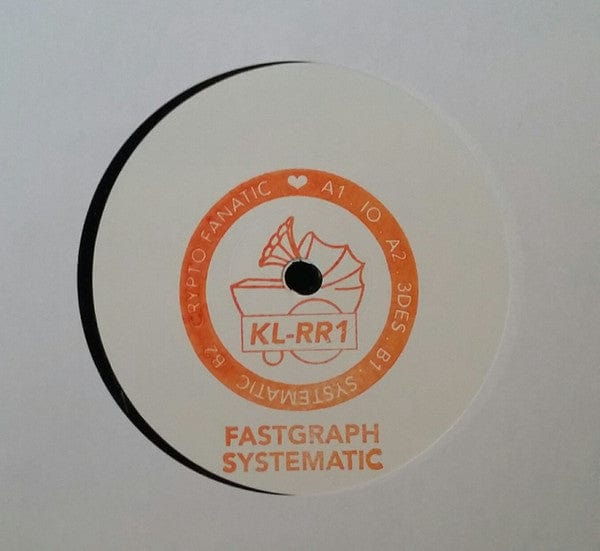 ❤ A1 IO A2 3DES . B1 . SYSTEMATIC B2 CRYPTO FANATIC
KL-RR1
FASTGRAPH
SYSTEMATIC